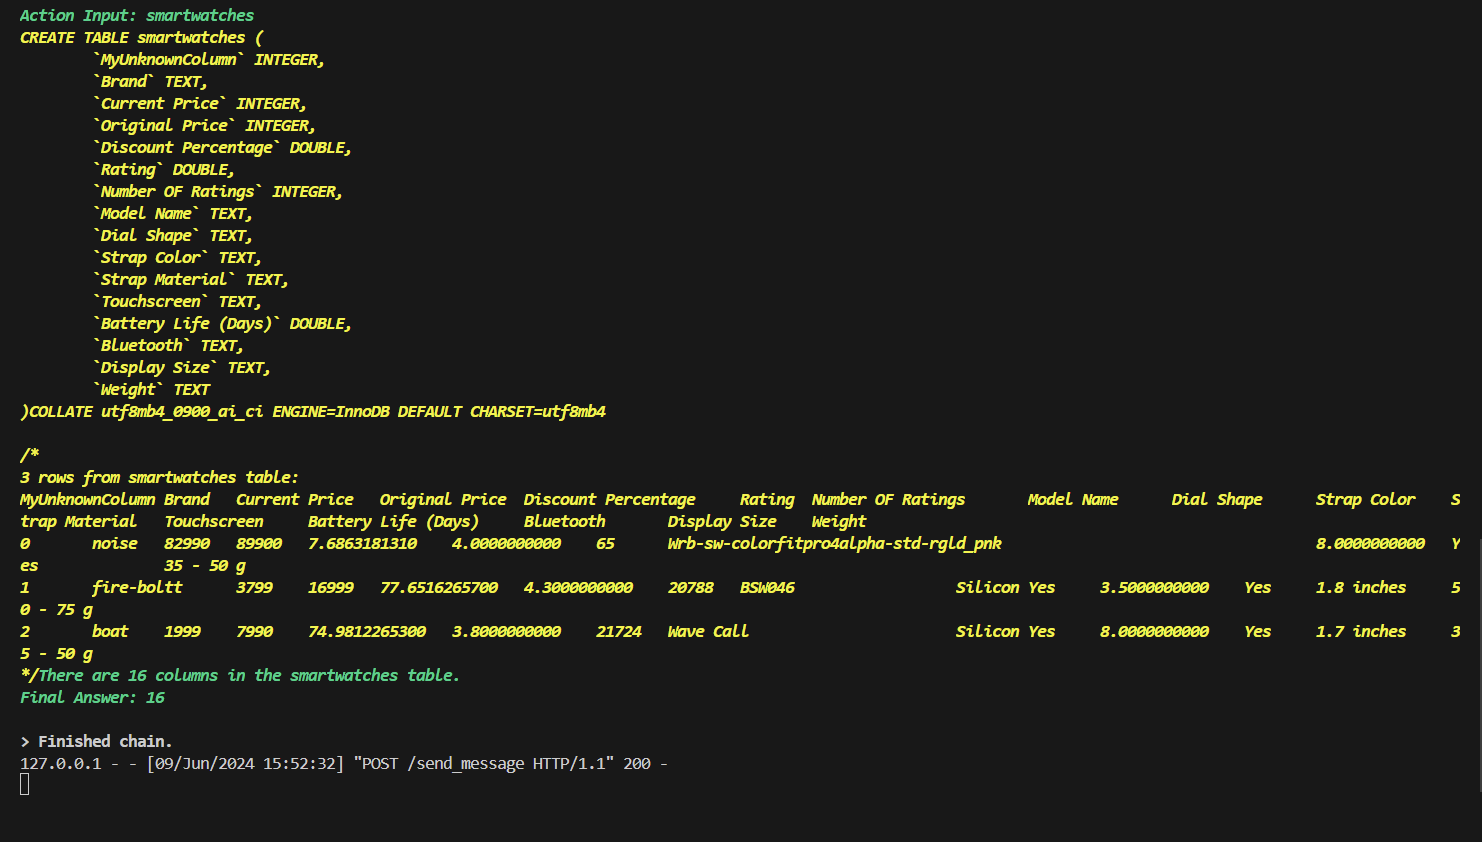 Action Input: smartwatches
CREATE TABLE smartwatches (
        `MyUnknownColumn` INTEGER,
        `Brand` TEXT,
        `Current Price` INTEGER,
        `Original Price` INTEGER,
        `Discount Percentage` DOUBLE,
        `Rating` DOUBLE,
        `Number OF Ratings` INTEGER,
        `Model Name` TEXT,
        `Dial Shape` TEXT,
        `Strap Color` TEXT,
        `Strap Material` TEXT,
        `Touchscreen` TEXT,
        `Battery Life (Days)` DOUBLE,
        `Bluetooth` TEXT,
        `Display Size` TEXT,
        `Weight` TEXT
)COLLATE utf8mb4_0900_ai_ci ENGINE=InnoDB DEFAULT CHARSET=utf8mb4
/*
3 rows from smartwatches table:
MyUnknownColumn Brand   Current Price   Original Price  Discount Percentage     Rating  Number OF Ratings       Model Name      Dial Shape      Strap Color    S
trap Material   Touchscreen     Battery Life (Days)     Bluetooth       Display Size    Weight
0       noise   82990   89900   7.6863181310    4.0000000000    65      Wrb-sw-colorfitpro4alpha-std-rgld_pnk                                   8.0000000000   Y
es              35 - 50 g
1       fire-boltt      3799    16999   77.6516265700   4.3000000000    20788   BSW046                  Silicon Yes     3.5000000000    Yes     1.8 inches     5
0 - 75 g
2       boat    1999    7990    74.9812265300   3.8000000000    21724   Wave Call                       Silicon Yes     8.0000000000    Yes     1.7 inches     3
5 - 50 g
*/There are 16 columns in the smartwatches table.
Final Answer: 16
> Finished chain.
127.0.0.1 - - [09/Jun/2024 15:52:32] "POST /send_message HTTP/1.1" 200 -